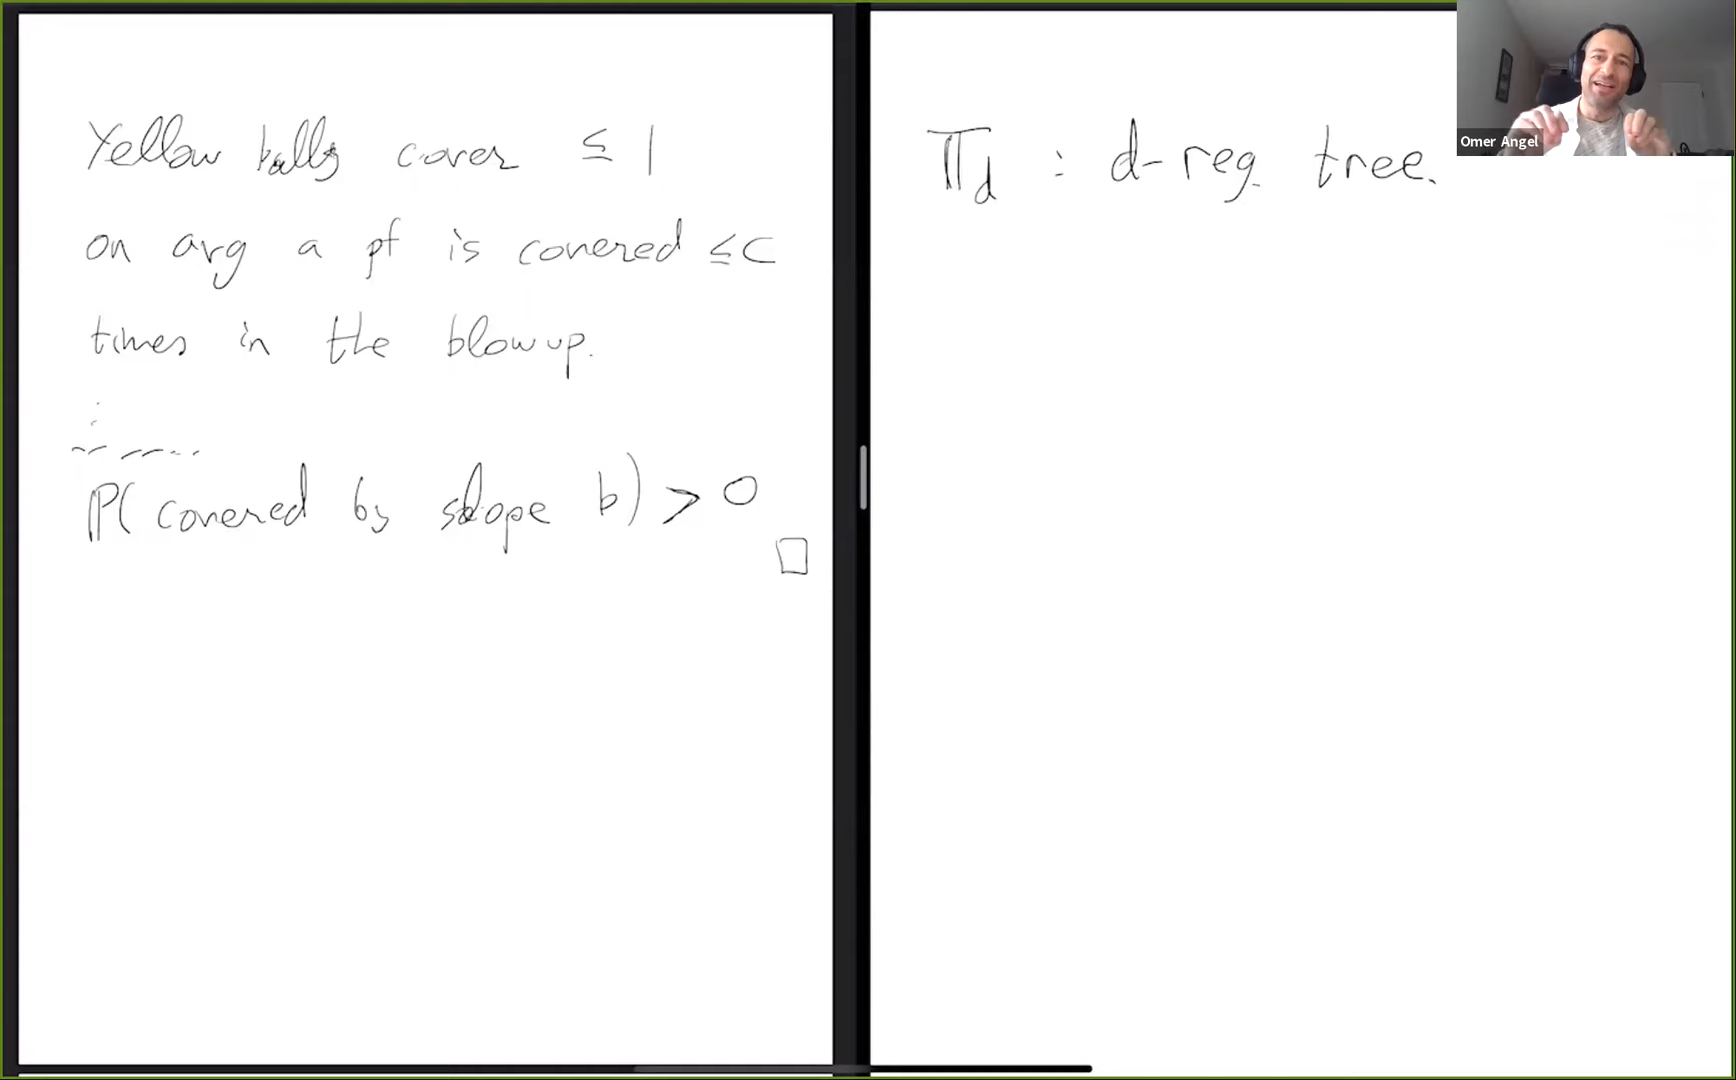 Yellow balls cover ≤ 1
on avg a pt is covered ≤ C
times in the blowup.
ℙ( covered by slope b) > 0
□
𝕋_d : d-reg. tree.
Omer Angel